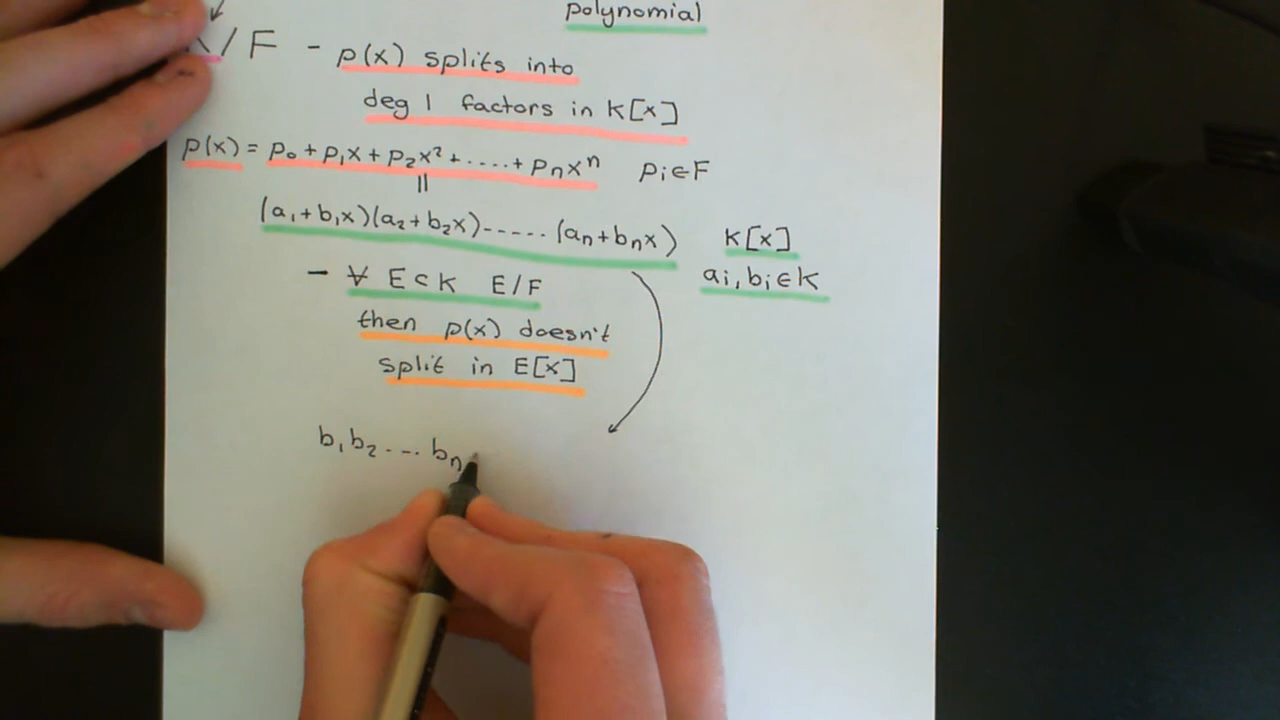 polynomial
K/F - p(x) splits into
deg 1 factors in K[x]
p(x) = p₀ + p₁x + p₂x² + ..... + pₙxⁿ pᵢ∈F
=
(a₁+b₁x)(a₂+b₂x)-----(aₙ+bₙx) K[x]
- ∀ E⊂K E/F aᵢ,bᵢ∈K
then p(x) doesn't
split in E[x]
b₁b₂...bₙ